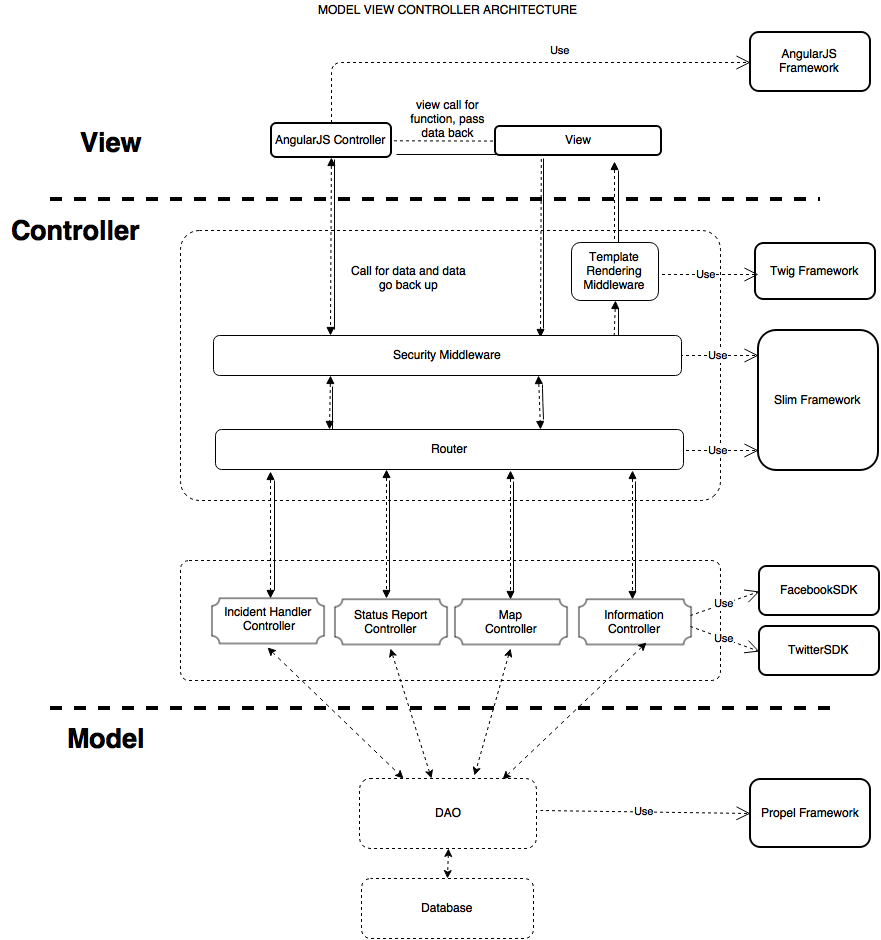 MODEL VIEW CONTROLLER ARCHITECTURE
Use
AngularJS
Framework
view call for
function, pass
data back
View
AngularJS Controller
View
Controller
Call for data and data
go back up
Template
Rendering
Middleware
Use
Twig Framework
Security Middleware
Use
Slim Framework
Router
Use
Incident Handler
Controller
Status Report
Controller
Map
Controller
Information
Controller
Use
FacebookSDK
Use
TwitterSDK
Model
DAO
Use
Propel Framework
Database